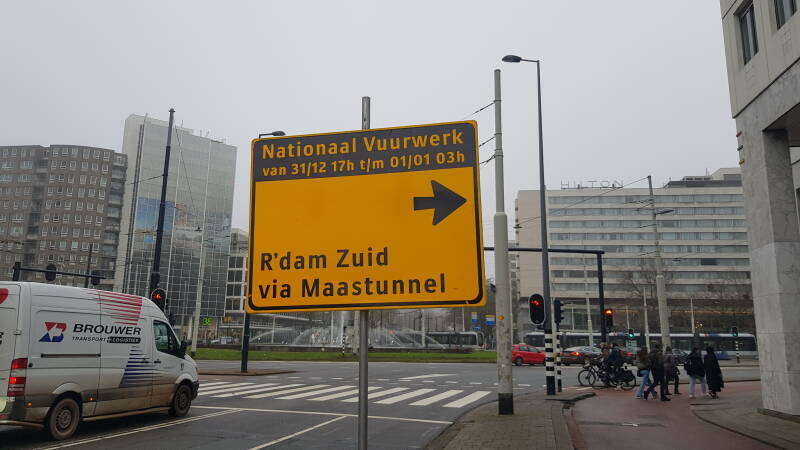 Nationaal Vuurwerk
van 31/12 17h t/m 01/01 03h
R'dam Zuid
via Maastunnel
BROUWER
TRANSPORT+LOGISTIEK
HILTON